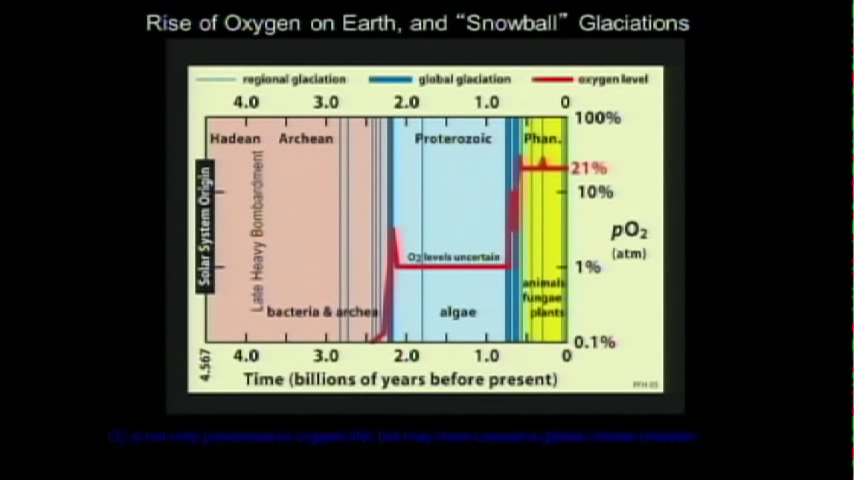 Rise of Oxygen on Earth, and “Snowball” Glaciations
regional glaciation global glaciation oxygen level
4.0 3.0 2.0 1.0 0
100%
Hadean Archean Proterozoic Phan.
Solar System Origin
Late Heavy Bombardment
21%
10%
pO2
(atm)
O2 levels uncertain
1%
animals
fungae
plants
bacteria & archea
algae
0.1%
4.567
4.0 3.0 2.0 1.0 0
Time (billions of years before present)